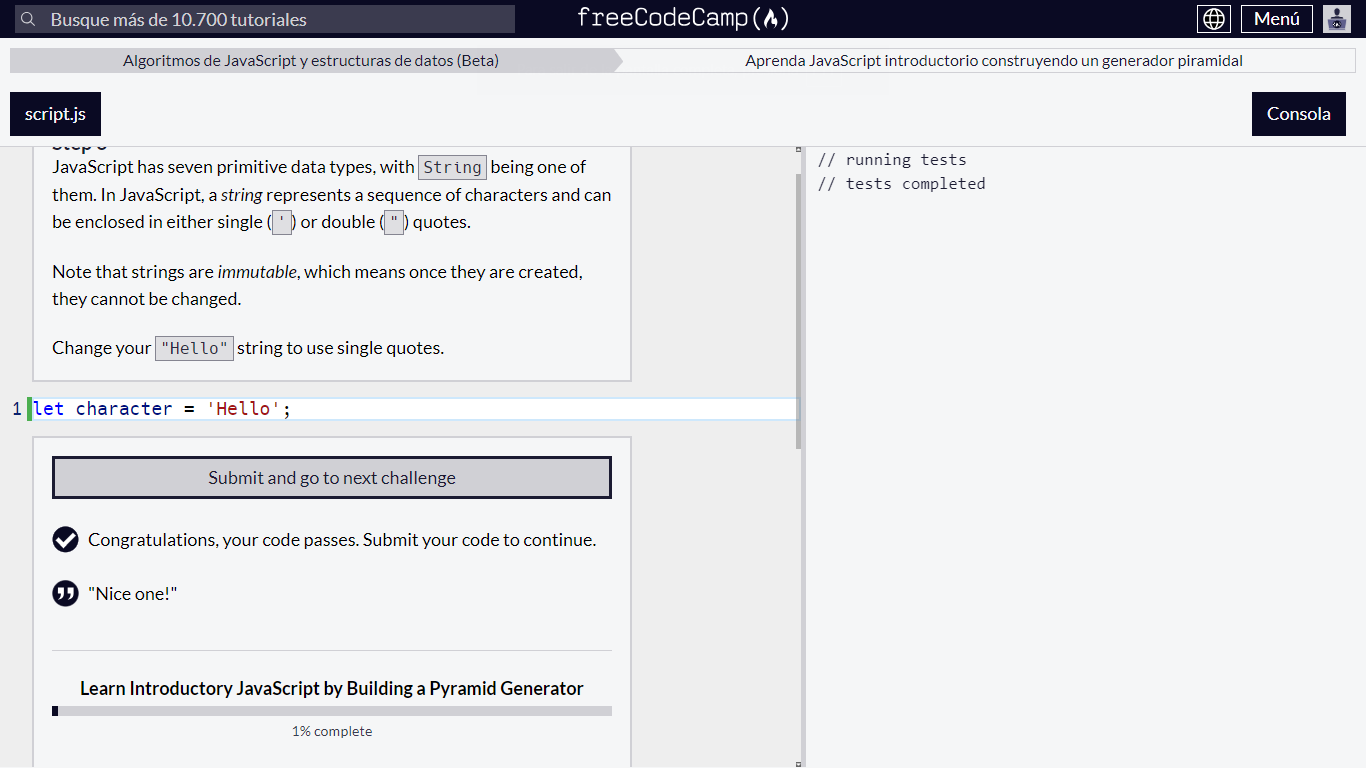 Busque más de 10.700 tutoriales
freeCodeCamp
Menú
Algoritmos de JavaScript y estructuras de datos (Beta)
Aprenda JavaScript introductorio construyendo un generador piramidal
script.js
Consola
JavaScript has seven primitive data types, with String being one of
them. In JavaScript, a string represents a sequence of characters and can
be enclosed in either single (') or double (") quotes.
Note that strings are immutable, which means once they are created,
they cannot be changed.
Change your "Hello" string to use single quotes.
1 let character = 'Hello';
Submit and go to next challenge
Congratulations, your code passes. Submit your code to continue.
"Nice one!"
Learn Introductory JavaScript by Building a Pyramid Generator
1% complete
// running tests
// tests completed